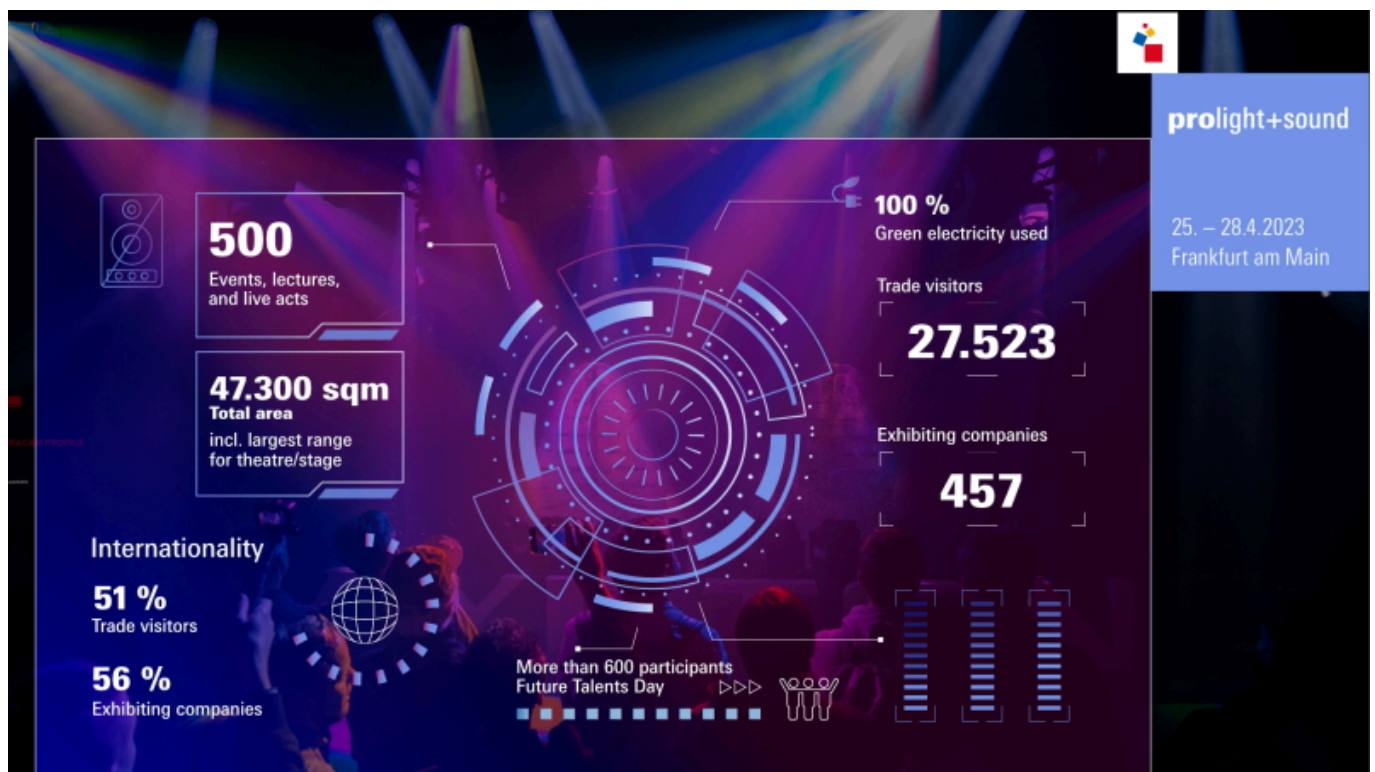 prolight+sound
25. – 28.4.2023
Frankfurt am Main
500
Events, lectures,
and live acts
47.300 sqm
Total area
incl. largest range
for theatre/stage
Internationality
51 %
Trade visitors
56 %
Exhibiting companies
More than 600 participants
Future Talents Day
100 %
Green electricity used
Trade visitors
27.523
Exhibiting companies
457